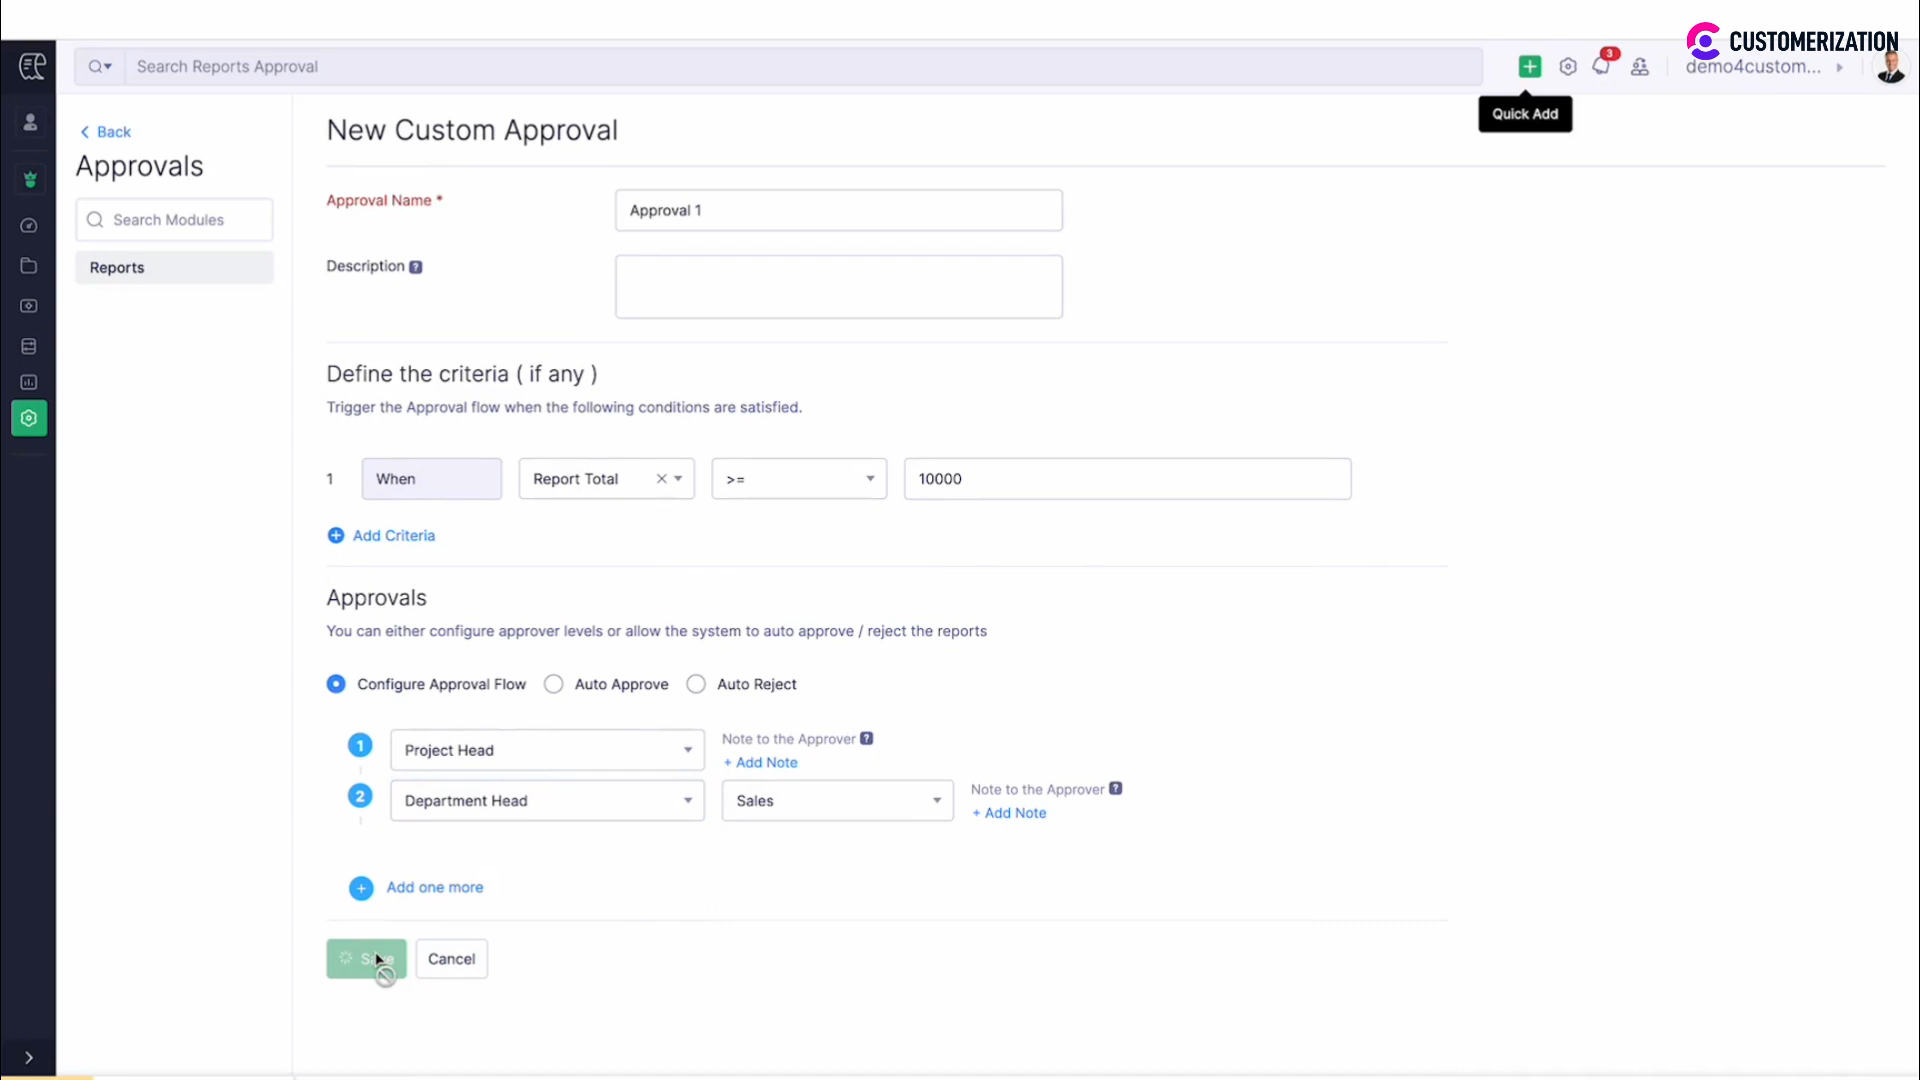 CUSTOMERIZATION
Search Reports Approval
3
demo4custom...
Quick Add
Back
Approvals
Search Modules
Reports
New Custom Approval
Approval Name *
Approval 1
Description ?
Define the criteria ( if any )
Trigger the Approval flow when the following conditions are satisfied.
1 When Report Total >= 10000
Add Criteria
Approvals
You can either configure approver levels or allow the system to auto approve / reject the reports
Configure Approval Flow Auto Approve Auto Reject
1 Project Head Note to the Approver ?
+ Add Note
2 Department Head Sales Note to the Approver ?
+ Add Note
Add one more
Save Cancel